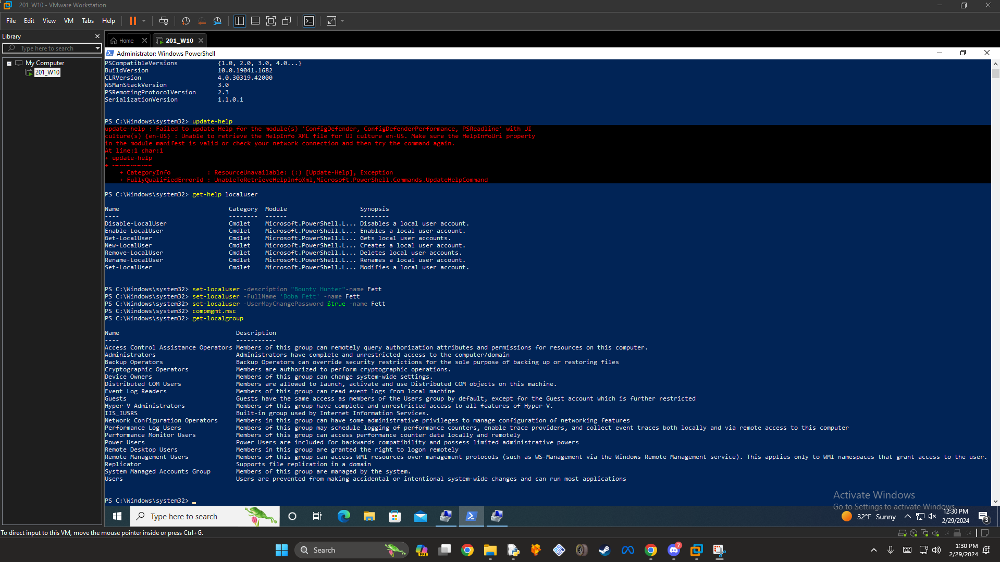 201_W10 - VMware Workstation
File Edit View VM Tabs Help
Library
Home 201_W10
Type here to search
Administrator: Windows PowerShell
My Computer
201_W10
PSCompatibleVersions {1.0, 2.0, 3.0, 4.0...}
BuildVersion 10.0.19041.1682
CLRVersion 4.0.30319.42000
WSManStackVersion 3.0
PSRemotingProtocolVersion 2.3
SerializationVersion 1.1.0.1
PS C:\Windows\system32> update-help
update-help : Failed to update Help for the module(s) 'ConfigDefender, ConfigDefenderPerformance, PSReadline' with UI
culture(s) {en-US} : Unable to retrieve the HelpInfo XML file for UI culture en-US. Make sure the HelpInfoUri property
in the module manifest is valid or check your network connection and then try the command again.
At line:1 char:1
+ update-help
+ ~~~~~~~~~~~
+ CategoryInfo : ResourceUnavailable: (:) [Update-Help], Exception
+ FullyQualifiedErrorId : UnableToRetrieveHelpInfoXml,Microsoft.PowerShell.Commands.UpdateHelpCommand
PS C:\Windows\system32> get-help localuser
Name Category Module Synopsis
---- -------- ------ --------
Disable-LocalUser Cmdlet Microsoft.PowerShell.L... Disables a local user account.
Enable-LocalUser Cmdlet Microsoft.PowerShell.L... Enables a local user account.
Get-LocalUser Cmdlet Microsoft.PowerShell.L... Gets local user accounts.
New-LocalUser Cmdlet Microsoft.PowerShell.L... Creates a local user account.
Remove-LocalUser Cmdlet Microsoft.PowerShell.L... Deletes local user accounts.
Rename-LocalUser Cmdlet Microsoft.PowerShell.L... Renames a local user account.
Set-LocalUser Cmdlet Microsoft.PowerShell.L... Modifies a local user account.
PS C:\Windows\system32> set-localuser -description "Bounty Hunter"-name Fett
PS C:\Windows\system32> set-localuser -FullName 'Boba Fett' -name Fett
PS C:\Windows\system32> set-localuser -UserMayChangePassword $true -name Fett
PS C:\Windows\system32> compmgmt.msc
PS C:\Windows\system32> get-localgroup
Name Description
---- -----------
Access Control Assistance Operators Members of this group can remotely query authorization attributes and permissions for resources on this computer.
Administrators Administrators have complete and unrestricted access to the computer/domain
Backup Operators Backup Operators can override security restrictions for the sole purpose of backing up or restoring files
Cryptographic Operators Members are authorized to perform cryptographic operations.
Device Owners Members of this group can change system-wide settings.
Distributed COM Users Members are allowed to launch, activate and use Distributed COM objects on this machine.
Event Log Readers Members of this group can read event logs from local machine
Guests Guests have the same access as members of the Users group by default, except for the Guest account which is further restricted
Hyper-V Administrators Members of this group have complete and unrestricted access to all features of Hyper-V.
IIS_IUSRS Built-in group used by Internet Information Services.
Network Configuration Operators Members in this group can have some administrative privileges to manage configuration of networking features
Performance Log Users Members of this group may schedule logging of performance counters, enable trace providers, and collect event traces both locally and via remote access to this computer
Performance Monitor Users Members of this group can access performance counter data locally and remotely
Power Users Power Users are included for backwards compatibility and possess limited administrative powers
Remote Desktop Users Members in this group are granted the right to logon remotely
Remote Management Users Members of this group can access WMI resources over management protocols (such as WS-Management via the Windows Remote Management service). This applies only to WMI namespaces that grant access to the user.
Replicator Supports file replication in a domain
System Managed Accounts Group Members of this group are managed by the system.
Users Users are prevented from making accidental or intentional system-wide changes and can run most applications
PS C:\Windows\system32> _
Activate Windows
Go to Settings to activate Windows.
Type here to search
32°F Sunny
12:30 PM
2/29/2024
3
To direct input to this VM, move the mouse pointer inside or press Ctrl+G.
Search
PRE
7
1:30 PM
2/29/2024